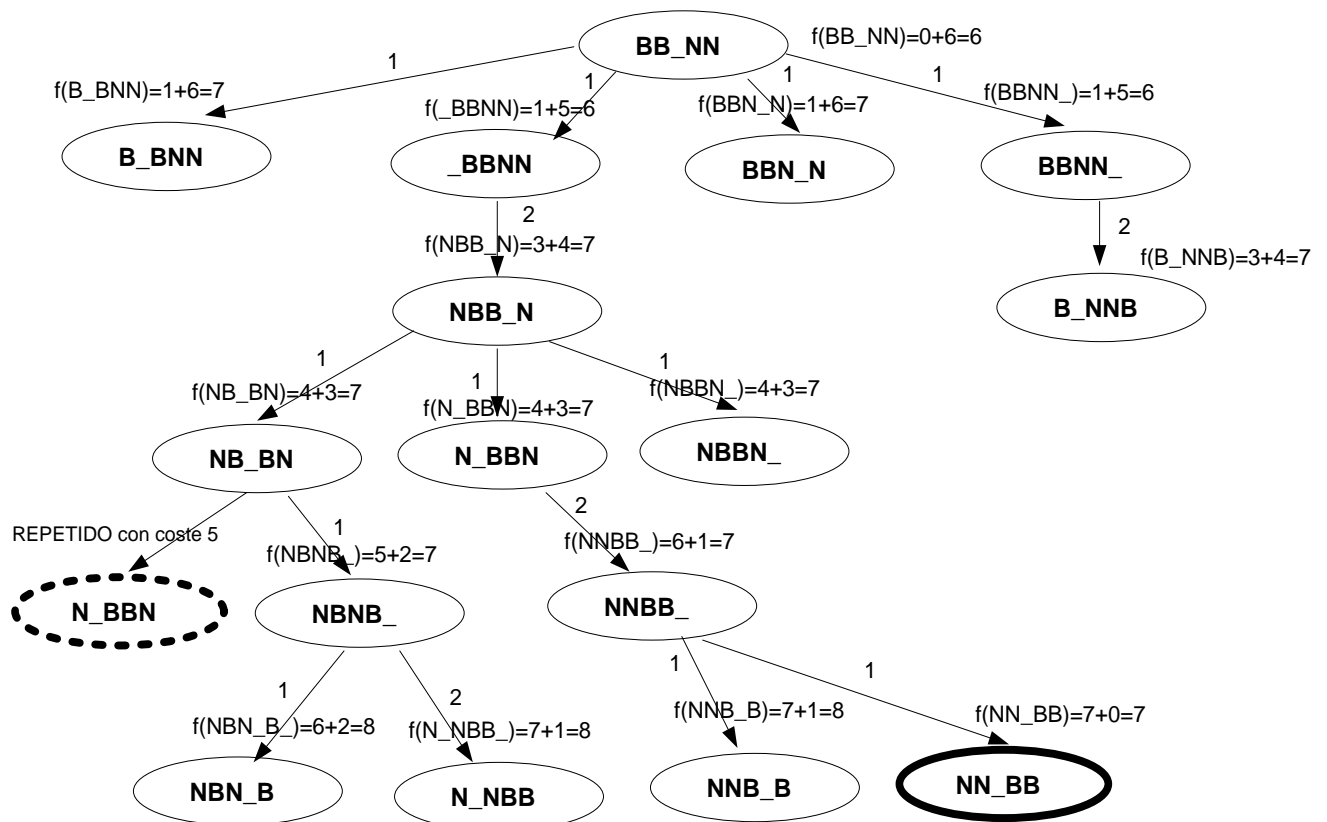 BB_NN
f(BB_NN)=0+6=6
1
1
1
1
f(B_BNN)=1+6=7
f(_BBNN)=1+5=6
f(BBN_N)=1+6=7
f(BBNN_)=1+5=6
B_BNN
_BBNN
BBN_N
BBNN_
2
f(NBB_N)=3+4=7
2
f(B_NNB)=3+4=7
NBB_N
B_NNB
1
1
1
f(NB_BN)=4+3=7
f(N_BBN)=4+3=7
f(NBBN_)=4+3=7
NB_BN
N_BBN
NBBN_
REPETIDO con coste 5
1
f(NBNB_)=5+2=7
2
f(NNBB_)=6+1=7
N_BBN
NBNB_
NNBB_
1
2
1
1
f(NBN_B_)=6+2=8
f(N_NBB_)=7+1=8
f(NNB_B)=7+1=8
f(NN_BB)=7+0=7
NBN_B
N_NBB
NNB_B
NN_BB